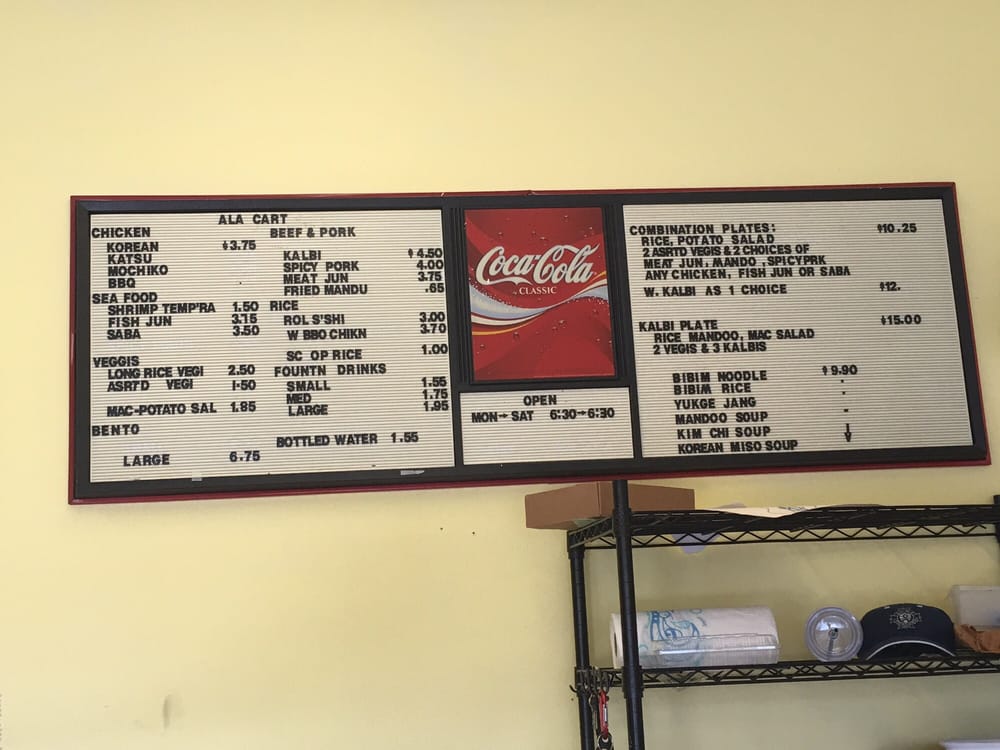 ALA CART
CHICKEN
KOREAN $3.75
KATSU
MOCHIKO
BBQ
SEA FOOD
SHRIMP TEMP'RA 1.50
FISH JUN 3.15
SABA 3.50
VEGGIS
LONG RICE VEGI 2.50
ASRT'D VEGI 1.50
MAC-POTATO SAL 1.85
BENTO
LARGE 6.75
BEEF & PORK
KALBI $4.50
SPICY PORK 4.00
MEAT JUN 3.75
FRIED MANDU .65
RICE
ROL S'SHI 3.00
W BBO CHIKN 3.70
SC OP RICE 1.00
FOUNTN DRINKS
SMALL 1.55
MED 1.75
LARGE 1.95
BOTTLED WATER 1.55
Coca-Cola
CLASSIC
OPEN
MON→SAT 6:30→6:30
COMBINATION PLATES: $10.25
RICE, POTATO SALAD
2 ASRTD VEGIS & 2 CHOICES OF
MEAT JUN, MANDO, SPICYPRK
ANY CHICKEN, FISH JUN OR SABA
W. KALBI AS 1 CHOICE $12.
KALBI PLATE $15.00
RICE MANDOO, MAC SALAD
2 VEGIS & 3 KALBIS
BIBIM NOODLE $9.90
BIBIM RICE
YUKGE JANG
MANDOO SOUP
KIM CHI SOUP
KOREAN MISO SOUP